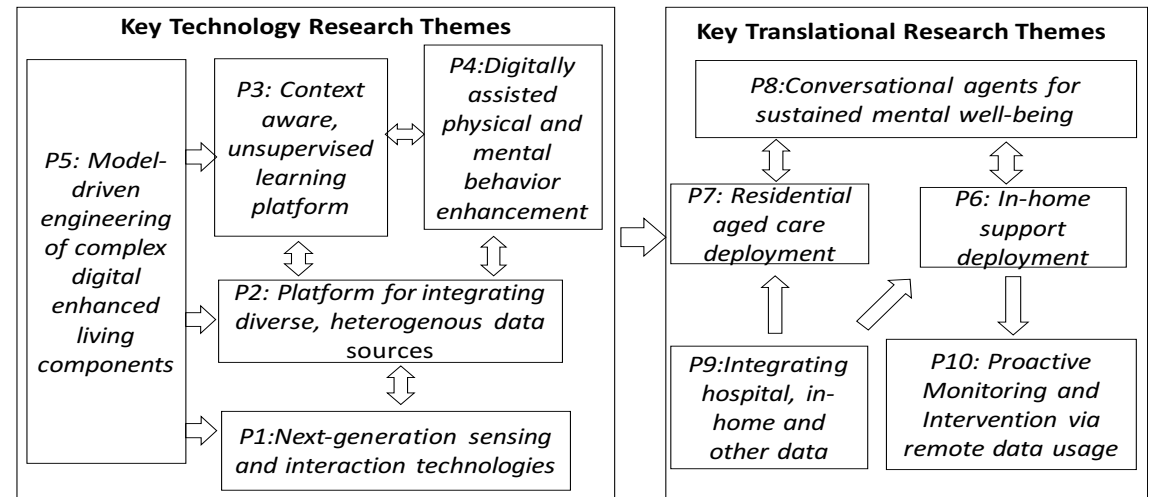 Key Technology Research Themes
P5: Model-
driven
engineering
of complex
digital
enhanced
living
components
P3: Context
aware,
unsupervised
learning
platform
P4:Digitally
assisted
physical and
mental
behavior
enhancement
P2: Platform for integrating
diverse, heterogenous data
sources
P1:Next-generation sensing
and interaction technologies
Key Translational Research Themes
P8:Conversational agents for
sustained mental well-being
P7: Residential
aged care
deployment
P6: In-home
support
deployment
P9:Integrating
hospital, in-
home and
other data
P10: Proactive
Monitoring and
Intervention via
remote data usage